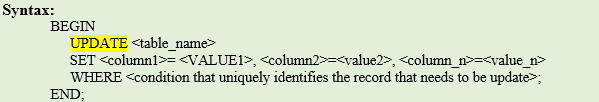 Syntax:
BEGIN
UPDATE <table_name>
SET <column1>= <VALUE1>, <column2>=<value2>, <column_n>=<value_n>
WHERE <condition that uniquely identifies the record that needs to be update>;
END;